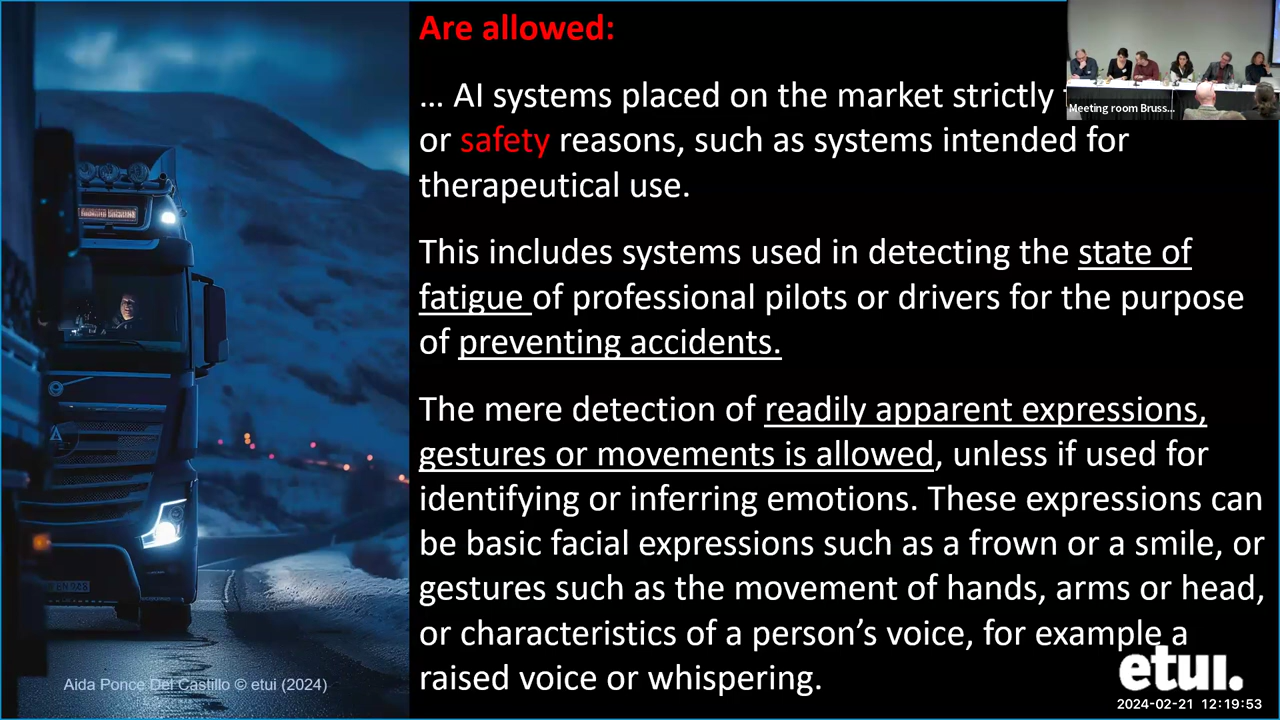 Are allowed:
… AI systems placed on the market strictly
or safety reasons, such as systems intended for
therapeutical use.
This includes systems used in detecting the state of
fatigue of professional pilots or drivers for the purpose
of preventing accidents.
The mere detection of readily apparent expressions,
gestures or movements is allowed, unless if used for
identifying or inferring emotions. These expressions can
be basic facial expressions such as a frown or a smile, or
gestures such as the movement of hands, arms or head,
or characteristics of a person’s voice, for example a
raised voice or whispering.
Meeting room Bruss...
Aida Ponce Del Castillo © etui (2024)
etui.
2024-02-21 12:19:53